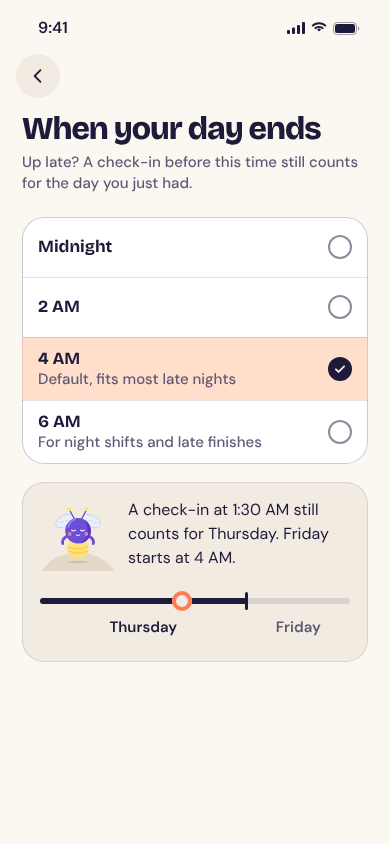 9:41
When your day ends
Up late? A check-in before this time still counts
for the day you just had.
Midnight
2 AM
4 AM
Default, fits most late nights
6 AM
For night shifts and late finishes
A check-in at 1:30 AM still
counts for Thursday. Friday
starts at 4 AM.
Thursday
Friday